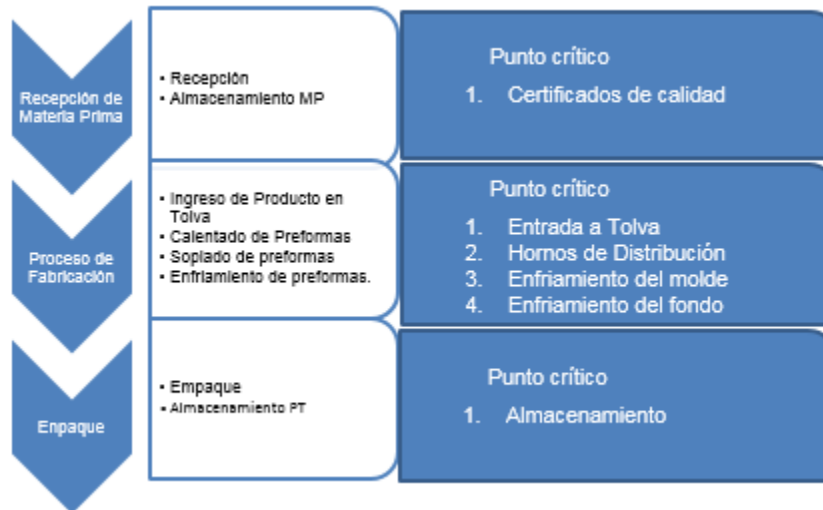 Recepción de
Materia Prima
• Recepción
• Almacenamiento MP
Punto crítico
1. Certificados de calidad
Proceso de
Fabricación
• Ingreso de Producto en
Tolva
• Calentado de Preformas
• Soplado de preformas
• Enfriamiento de preformas.
Punto crítico
1. Entrada a Tolva
2. Hornos de Distribución
3. Enfriamiento del molde
4. Enfriamiento del fondo
Enpaque
• Empaque
• Almacenamiento PT
Punto crítico
1. Almacenamiento